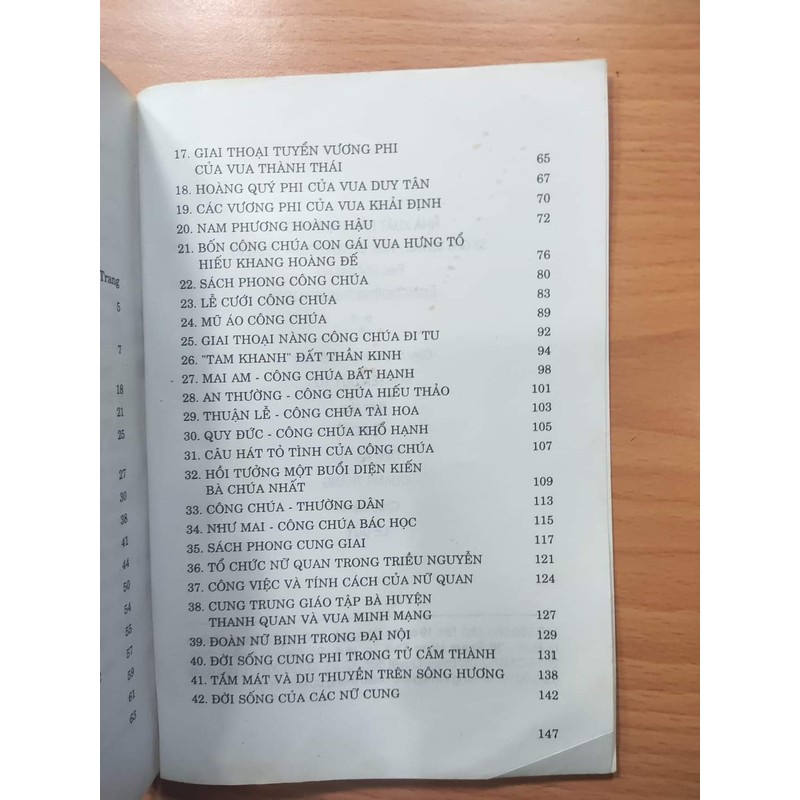 Trang
5
7
18
21
25
27
30
38
41
44
50
54
55
57
59
61
63
17. GIAI THOẠI TUYỂN VƯƠNG PHI
CỦA VUA THÀNH THÁI 65
18. HOÀNG QUÝ PHI CỦA VUA DUY TÂN 67
19. CÁC VƯƠNG PHI CỦA VUA KHẢI ĐỊNH 70
20. NAM PHƯƠNG HOÀNG HẬU 72
21. BỐN CÔNG CHÚA CON GÁI VUA HƯNG TỔ
HIẾU KHANG HOÀNG ĐẾ 76
22. SÁCH PHONG CÔNG CHÚA 80
23. LỄ CƯỚI CÔNG CHÚA 83
24. MŨ ÁO CÔNG CHÚA 89
25. GIAI THOẠI NÀNG CÔNG CHÚA ĐI TU 92
26. "TAM KHANH" ĐẤT THẦN KINH 94
27. MAI AM - CÔNG CHÚA BẤT HẠNH 98
28. AN THƯỜNG - CÔNG CHÚA HIẾU THẢO 101
29. THUẬN LỄ - CÔNG CHÚA TÀI HOA 103
30. QUY ĐỨC - CÔNG CHÚA KHỔ HẠNH 105
31. CÂU HÁT TỎ TÌNH CỦA CÔNG CHÚA 107
32. HỒI TƯỞNG MỘT BUỔI DIỆN KIẾN
BÀ CHÚA NHẤT 109
33. CÔNG CHÚA - THƯỜNG DÂN 113
34. NHƯ MAI - CÔNG CHÚA BÁC HỌC 115
35. SÁCH PHONG CUNG GIAI 117
36. TỔ CHỨC NỮ QUAN TRONG TRIỀU NGUYỄN 121
37. CÔNG VIỆC VÀ TÍNH CÁCH CỦA NỮ QUAN 124
38. CUNG TRUNG GIÁO TẬP BÀ HUYỆN
THANH QUAN VÀ VUA MINH MẠNG 127
39. ĐOÀN NỮ BINH TRONG ĐẠI NỘI 129
40. ĐỜI SỐNG CUNG PHI TRONG TỬ CẤM THÀNH 131
41. TẮM MÁT VÀ DU THUYỀN TRÊN SÔNG HƯƠNG 138
42. ĐỜI SỐNG CỦA CÁC NỮ CUNG 142
147